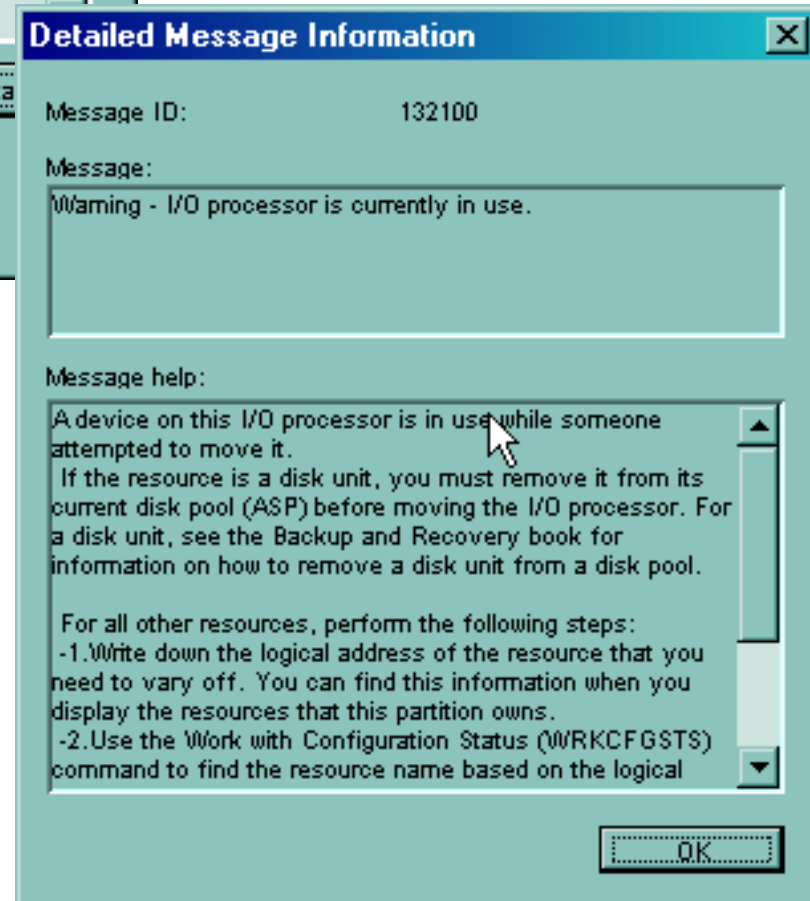 Detailed Message Information
Message ID: 132100
Message:
Warning - I/O processor is currently in use.
Message help:
A device on this I/O processor is in use while someone
attempted to move it.
If the resource is a disk unit, you must remove it from its
current disk pool (ASP) before moving the I/O processor. For
a disk unit, see the Backup and Recovery book for
information on how to remove a disk unit from a disk pool.
For all other resources, perform the following steps:
-1.Write down the logical address of the resource that you
need to vary off. You can find this information when you
display the resources that this partition owns.
-2.Use the Work with Configuration Status (WRKCFGSTS)
command to find the resource name based on the logical
OK